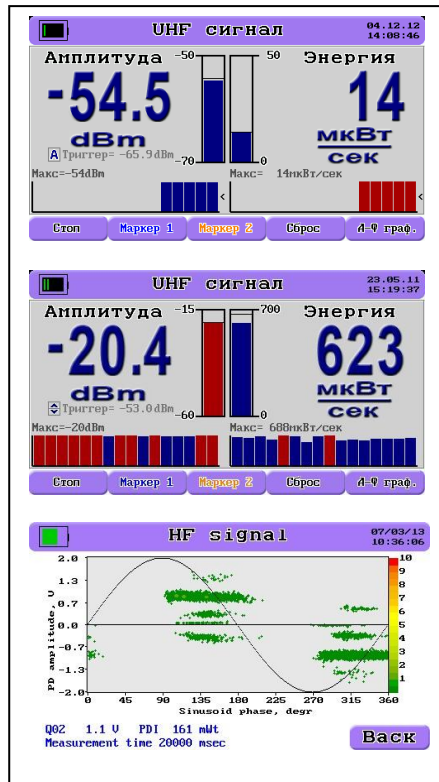 UHF сигнал
04.12.12
14:08:46
Амплитуда
-50
50
Энергия
-54.5
14
dBm
мкВт
сек
A Триггер= -65.9dBm
-70
0
Макс=-54dBm
Макс= 14мкВт/сек
<
<
Стоп Маркер 1 Маркер 2 Сброс А-Ψ граф.
UHF сигнал
23.05.11
15:19:37
Амплитуда
-15
700
Энергия
-20.4
623
dBm
мкВт
сек
Триггер= -53.0dBm
-60
0
Макс=-20dBm
Макс= 688мкВт/сек
Стоп Маркер 1 Маркер 2 Сброс А-Ψ граф.
HF signal
07/03/13
10:36:06
PD amplitude, V
2.0
1.3
0.7
0.0
-0.7
-1.3
-2.0
10
9
8
7
6
5
4
3
2
1
0 45 90 135 180 225 270 315 360
Sinusoid phase, degr
Q02 1.1 V PDI 161 mWt
Measurement time 20000 msec
Back